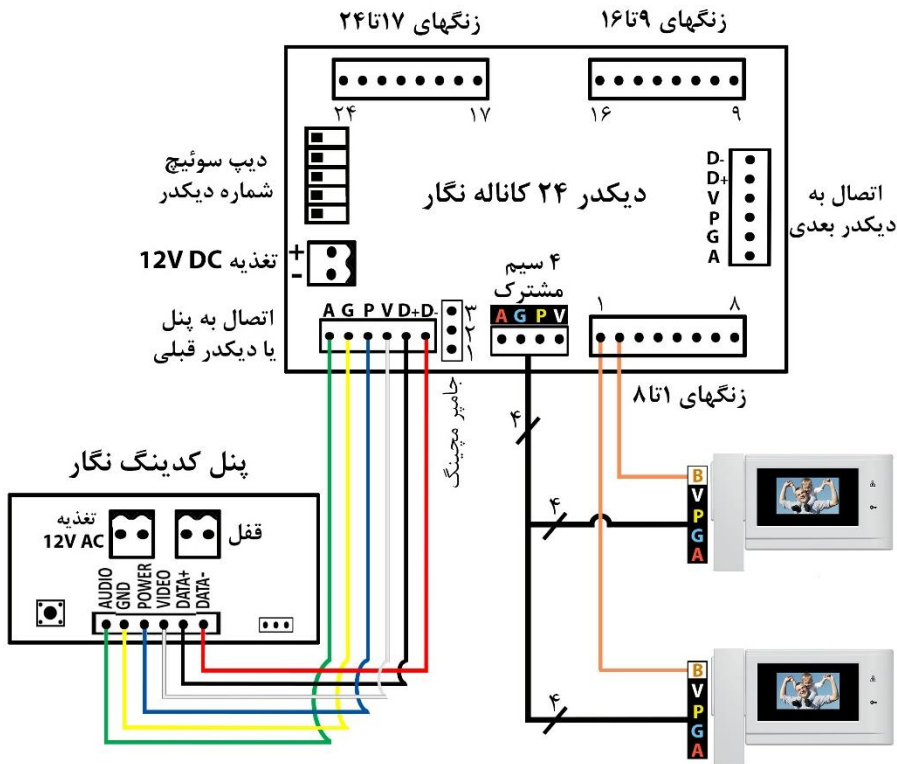 زنگهای ۱۷تا۲۴
زنگهای ۹تا۱۶
۲۴
۱۷
۱۶
۹
دیپ سوئیچ
شماره دیکدر
دیکدر ۲۴ کاناله نگار
D-
D+
V
P
G
A
اتصال به
دیکدر بعدی
+
-
تغذیه 12V DC
۴ سیم
مشترک
A G P V
اتصال به پنل
یا دیکدر قبلی
A G P V D+ D-
۳
۲
۱
جامپر مچینگ
۱
۸
زنگهای ۱تا۸
۴
۴
۴
پنل کدینگ نگار
تغذیه
12V AC
قفل
AUDIO
GND
POWER
VIDEO
DATA+
DATA-
B
V
P
G
A
B
V
P
G
A